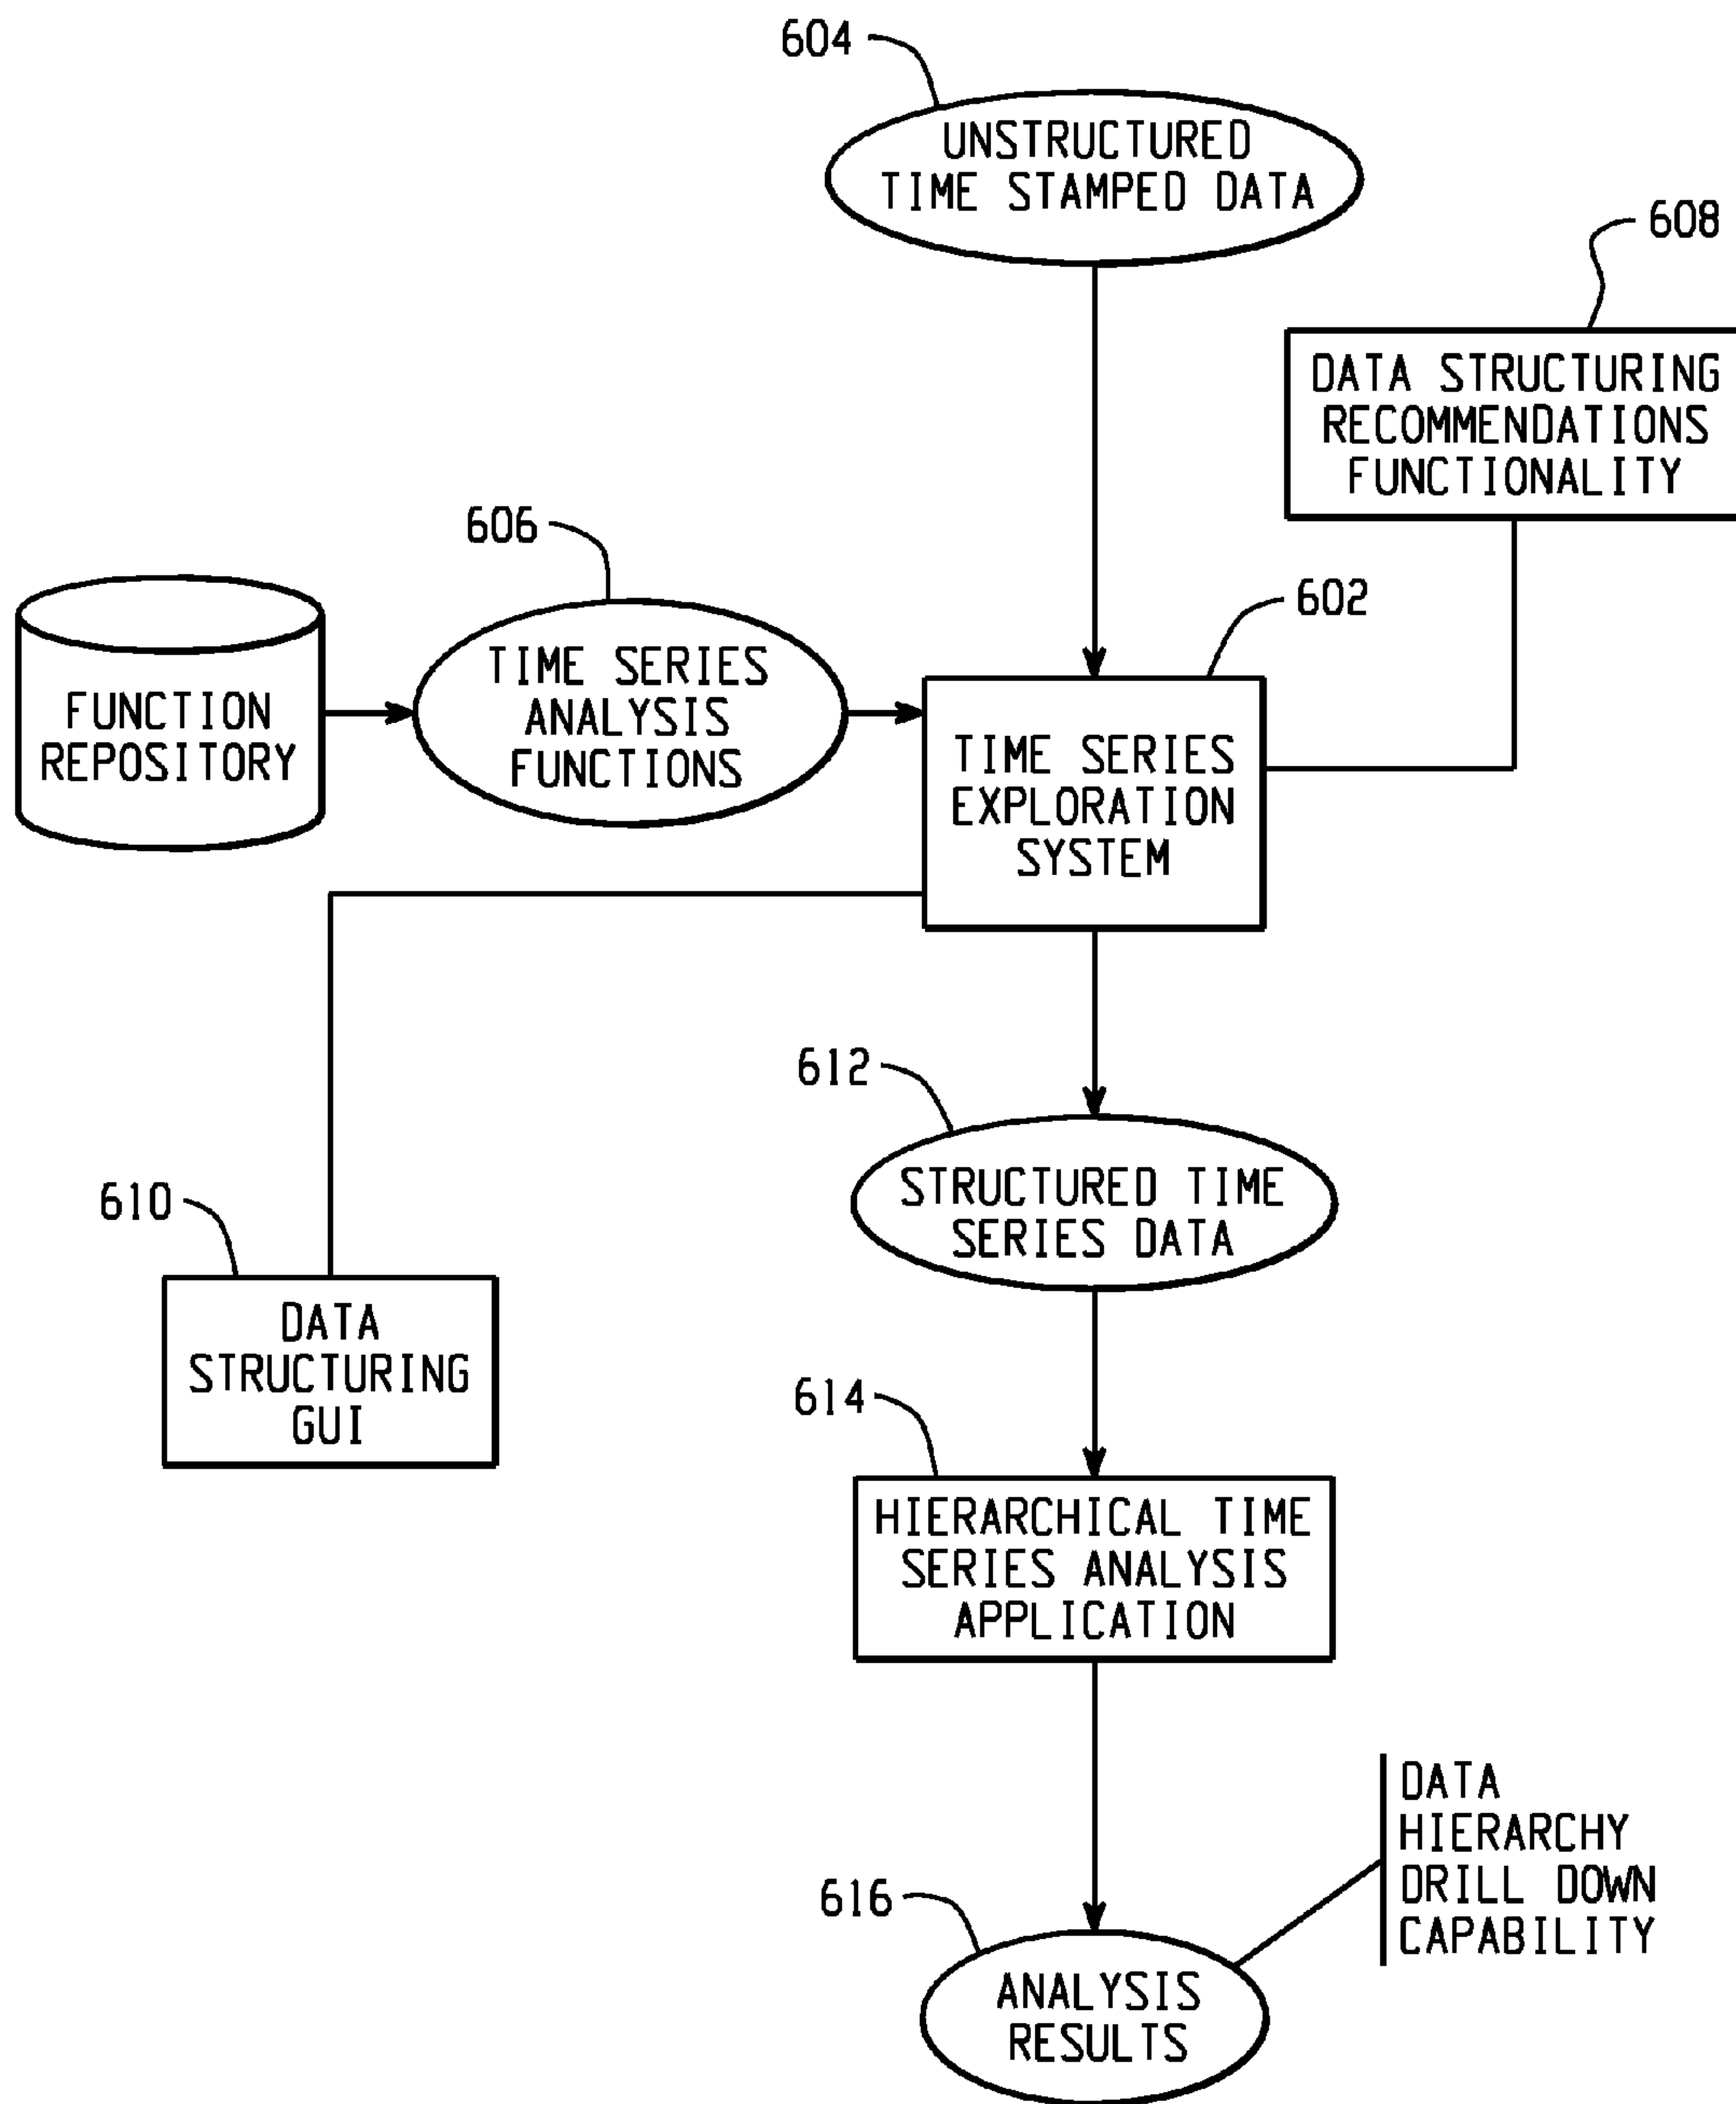 604
UNSTRUCTURED
TIME STAMPED DATA
608
DATA STRUCTURING
RECOMMENDATIONS
FUNCTIONALITY
606
602
FUNCTION
REPOSITORY
TIME SERIES
ANALYSIS
FUNCTIONS
TIME SERIES
EXPLORATION
SYSTEM
612
STRUCTURED TIME
SERIES DATA
610
DATA
STRUCTURING
GUI
614
HIERARCHICAL TIME
SERIES ANALYSIS
APPLICATION
DATA
HIERARCHY
DRILL DOWN
CAPABILITY
616
ANALYSIS
RESULTS